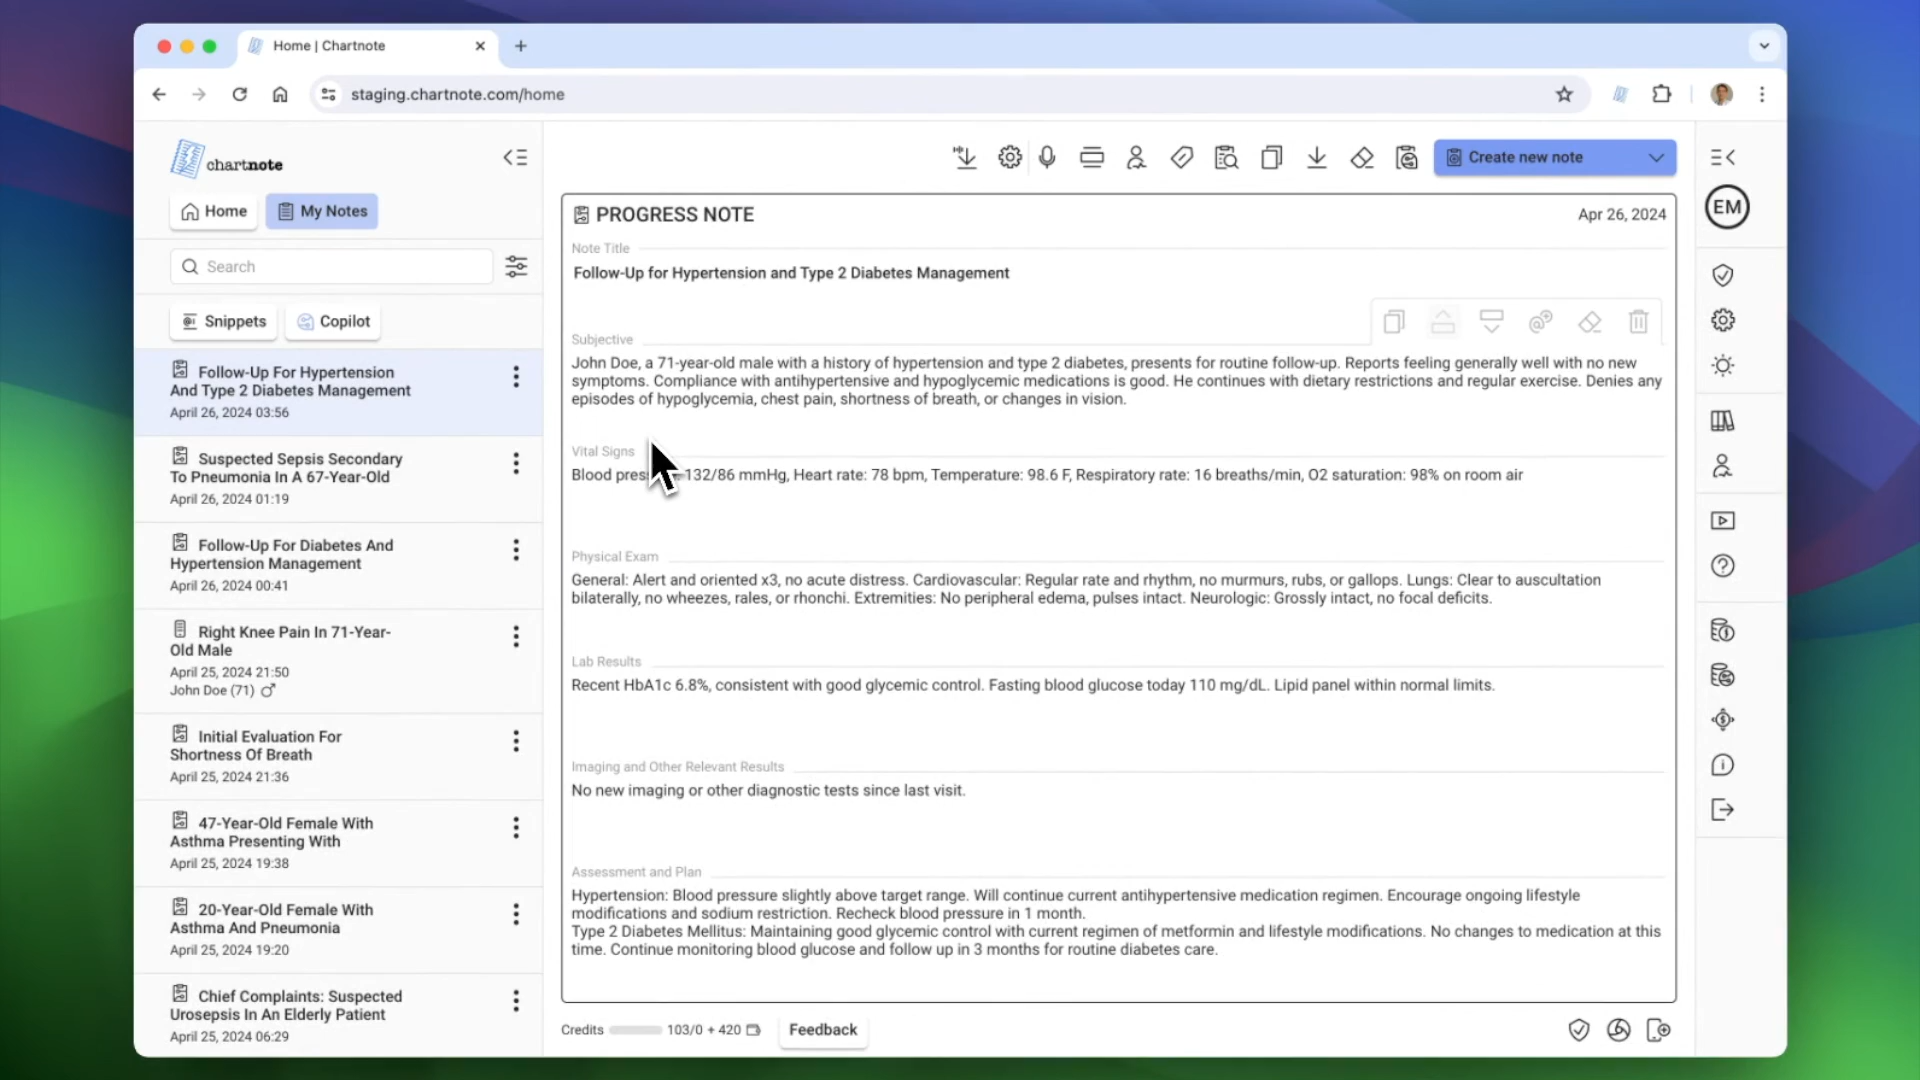 Home | Chartnote
staging.chartnote.com/home
chartnote
Home
My Notes
Search
Snippets
Copilot
Follow-Up For Hypertension
And Type 2 Diabetes Management
April 26, 2024 03:56
Suspected Sepsis Secondary
To Pneumonia In A 67-Year-Old
April 26, 2024 01:19
Follow-Up For Diabetes And
Hypertension Management
April 26, 2024 00:41
Right Knee Pain In 71-Year-
Old Male
April 25, 2024 21:50
John Doe (71)
Initial Evaluation For
Shortness Of Breath
April 25, 2024 21:36
47-Year-Old Female With
Asthma Presenting With
April 25, 2024 19:38
20-Year-Old Female With
Asthma And Pneumonia
April 25, 2024 19:20
Chief Complaints: Suspected
Urosepsis In An Elderly Patient
April 25, 2024 06:29
Create new note
PROGRESS NOTE
Apr 26, 2024
Note Title
Follow-Up for Hypertension and Type 2 Diabetes Management
Subjective
John Doe, a 71-year-old male with a history of hypertension and type 2 diabetes, presents for routine follow-up. Reports feeling generally well with no new
symptoms. Compliance with antihypertensive and hypoglycemic medications is good. He continues with dietary restrictions and regular exercise. Denies any
episodes of hypoglycemia, chest pain, shortness of breath, or changes in vision.
Vital Signs
Blood 132/86 mmHg, Heart rate: 78 bpm, Temperature: 98.6 F, Respiratory rate: 16 breaths/min, O2 saturation: 98% on room air
Physical Exam
General: Alert and oriented x3, no acute distress. Cardiovascular: Regular rate and rhythm, no murmurs, rubs, or gallops. Lungs: Clear to auscultation
bilaterally, no wheezes, rales, or rhonchi. Extremities: No peripheral edema, pulses intact. Neurologic: Grossly intact, no focal deficits.
Lab Results
Recent HbA1c 6.8%, consistent with good glycemic control. Fasting blood glucose today 110 mg/dL. Lipid panel within normal limits.
Imaging and Other Relevant Results
No new imaging or other diagnostic tests since last visit.
Assessment and Plan
Hypertension: Blood pressure slightly above target range. Will continue current antihypertensive medication regimen. Encourage ongoing lifestyle
modifications and sodium restriction. Recheck blood pressure in 1 month.
Type 2 Diabetes Mellitus: Maintaining good glycemic control with current regimen of metformin and lifestyle modifications. No changes to medication at this
time. Continue monitoring blood glucose and follow up in 3 months for routine diabetes care.
Credits 103/0 + 420
Feedback
EM